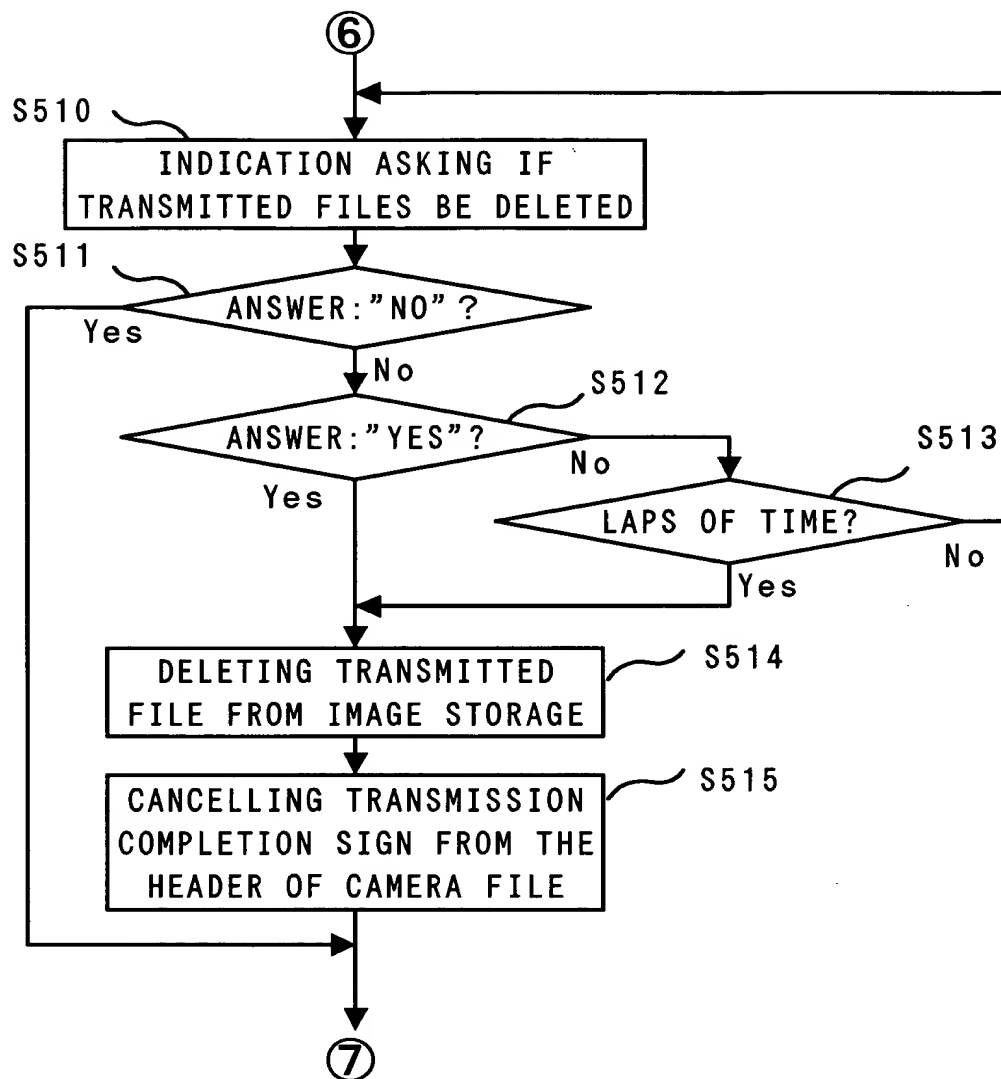 ⑥
S510
INDICATION ASKING IF
TRANSMITTED FILES BE DELETED
S511
ANSWER:"NO"?
Yes
No
S512
ANSWER:"YES"?
No
Yes
S513
LAPS OF TIME?
No
Yes
DELETING TRANSMITTED
FILE FROM IMAGE STORAGE
S514
CANCELLING TRANSMISSION
COMPLETION SIGN FROM THE
HEADER OF CAMERA FILE
S515
⑦